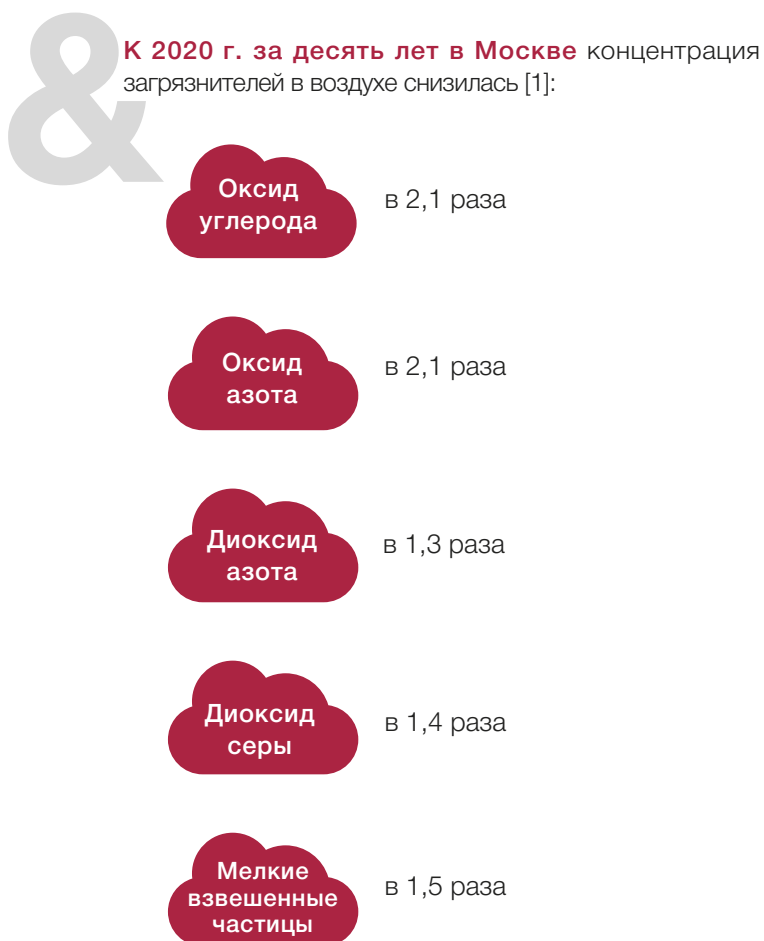 &
К 2020 г. за десять лет в Москве концентрация
загрязнителей в воздухе снизилась [1]:
Оксид
углерода
в 2,1 раза
Оксид
азота
в 2,1 раза
Диоксид
азота
в 1,3 раза
Диоксид
серы
в 1,4 раза
Мелкие
взвешенные
частицы
в 1,5 раза